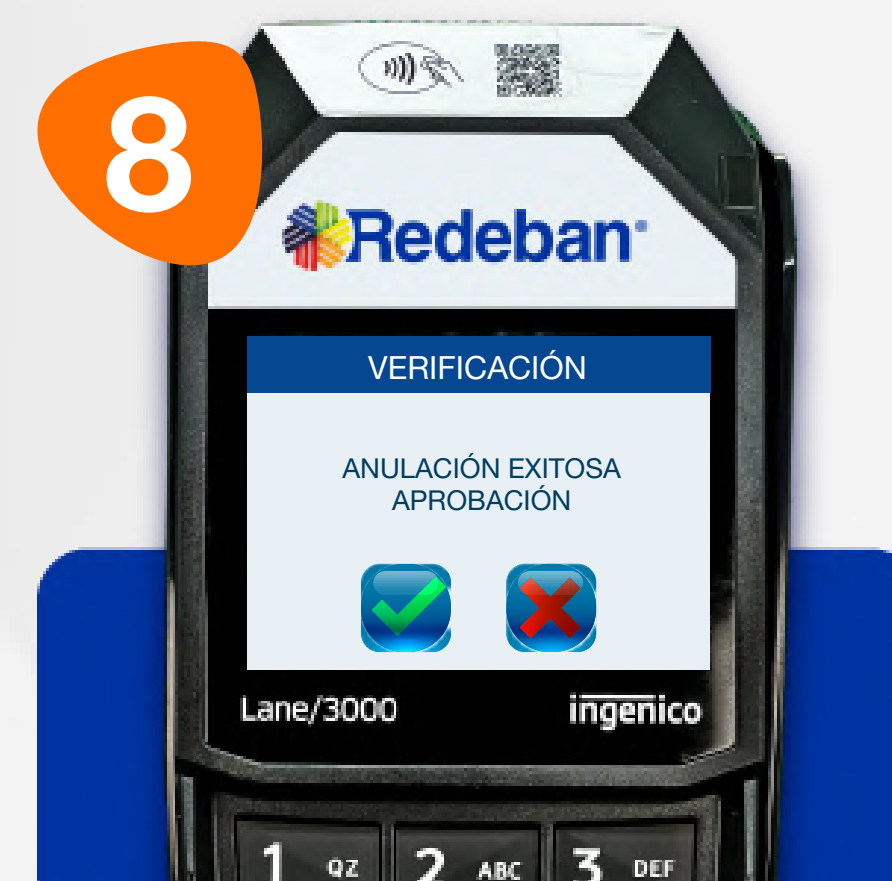 8
Redeban
VERIFICACIÓN
ANULACIÓN EXITOSA
APROBACIÓN
Lane/3000
ingenico
1 QZ 2 ABC 3 DEF